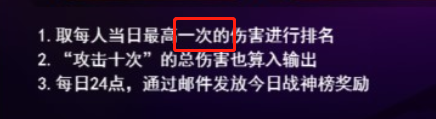 1. 取每人当日最高一次的伤害进行排名
2. “攻击十次”的总伤害也算入输出
3. 每日24点，通过邮件发放今日战神榜奖励